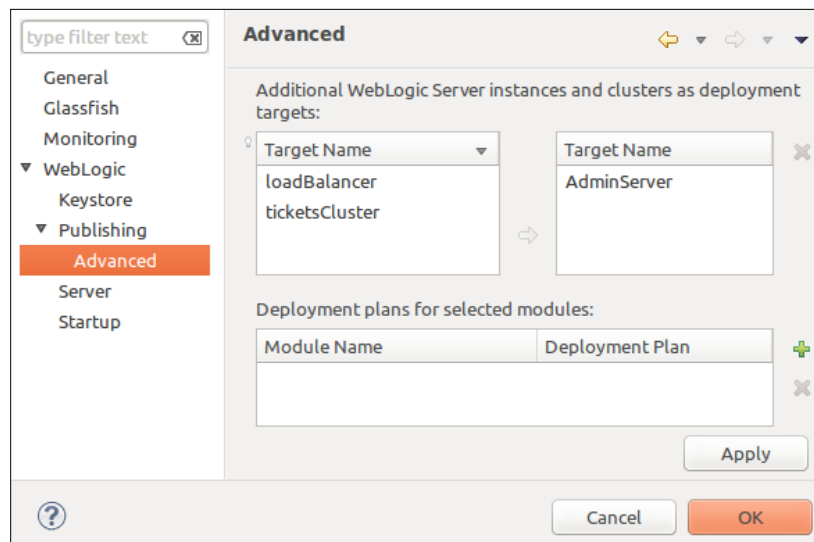 type filter text
General
Glassfish
Monitoring
WebLogic
Keystore
Publishing
Advanced
Server
Startup
Advanced
Additional WebLogic Server instances and clusters as deployment
targets:
Target Name
loadBalancer
ticketsCluster
Target Name
AdminServer
Deployment plans for selected modules:
Module Name Deployment Plan
Apply
Cancel OK